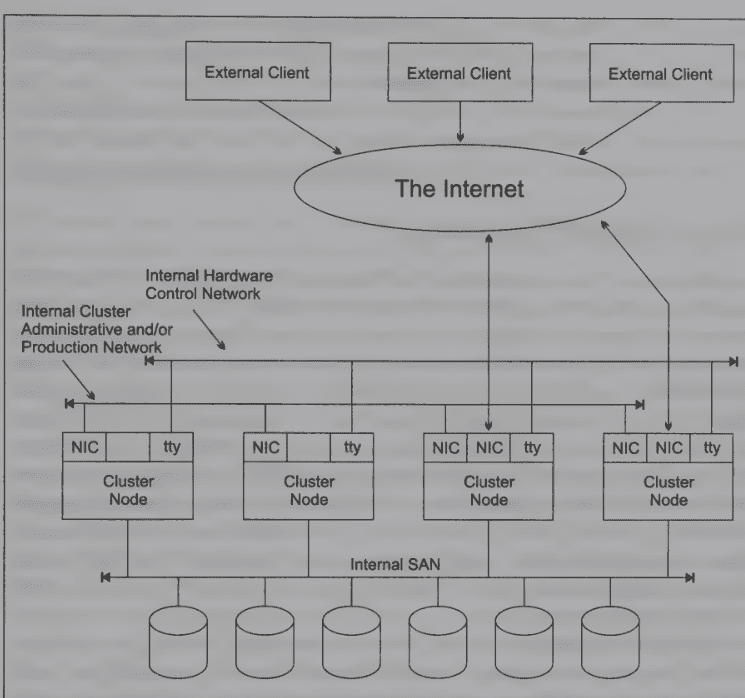 External Client
External Client
External Client
The Internet
Internal Hardware
Control Network
Internal Cluster
Administrative and/or
Production Network
NIC
tty
NIC
tty
NIC
NIC
tty
NIC
NIC
tty
Cluster
Node
Cluster
Node
Cluster
Node
Cluster
Node
Internal SAN